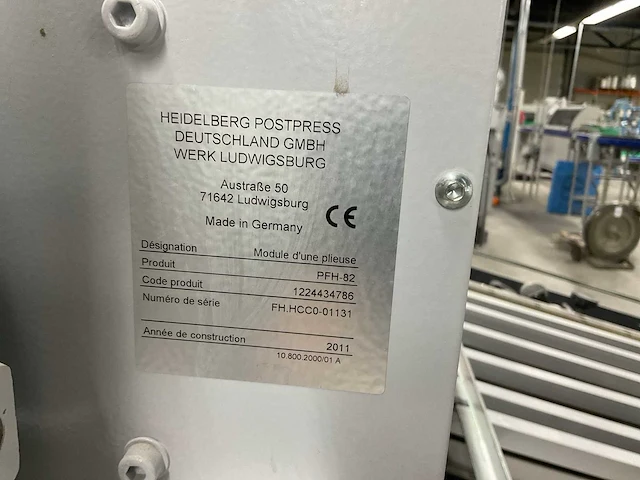 HEIDELBERG POSTPRESS
DEUTSCHLAND GMBH
WERK LUDWIGSBURG
Austraße 50
71642 Ludwigsburg
Made in Germany CE
Désignation Module d'une plieuse
Produit PFH-82
Code produit 1224434786
Numéro de série FH.HCC0-01131
Année de construction 2011
10.800.2000/01 A